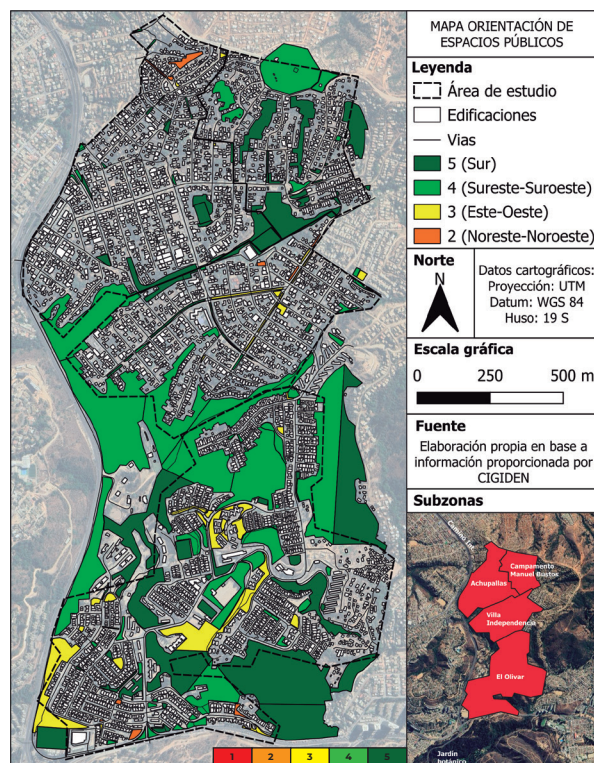 MAPA ORIENTACIÓN DE
ESPACIOS PÚBLICOS
Leyenda
Área de estudio
Edificaciones
Vias
5 (Sur)
4 (Sureste-Suroeste)
3 (Este-Oeste)
2 (Noreste-Noroeste)
Norte
N
Datos cartográficos:
Proyección: UTM
Datum: WGS 84
Huso: 19 S
Escala gráfica
0 250 500 m
Fuente
Elaboración propia en base a
información proporcionada por
CIGIDEN
Subzonas
Campamento
Manuel Bustos
Achupallas
Villa
Independencia
El Olivar
Jardín
botánico
1 2 3 4 5